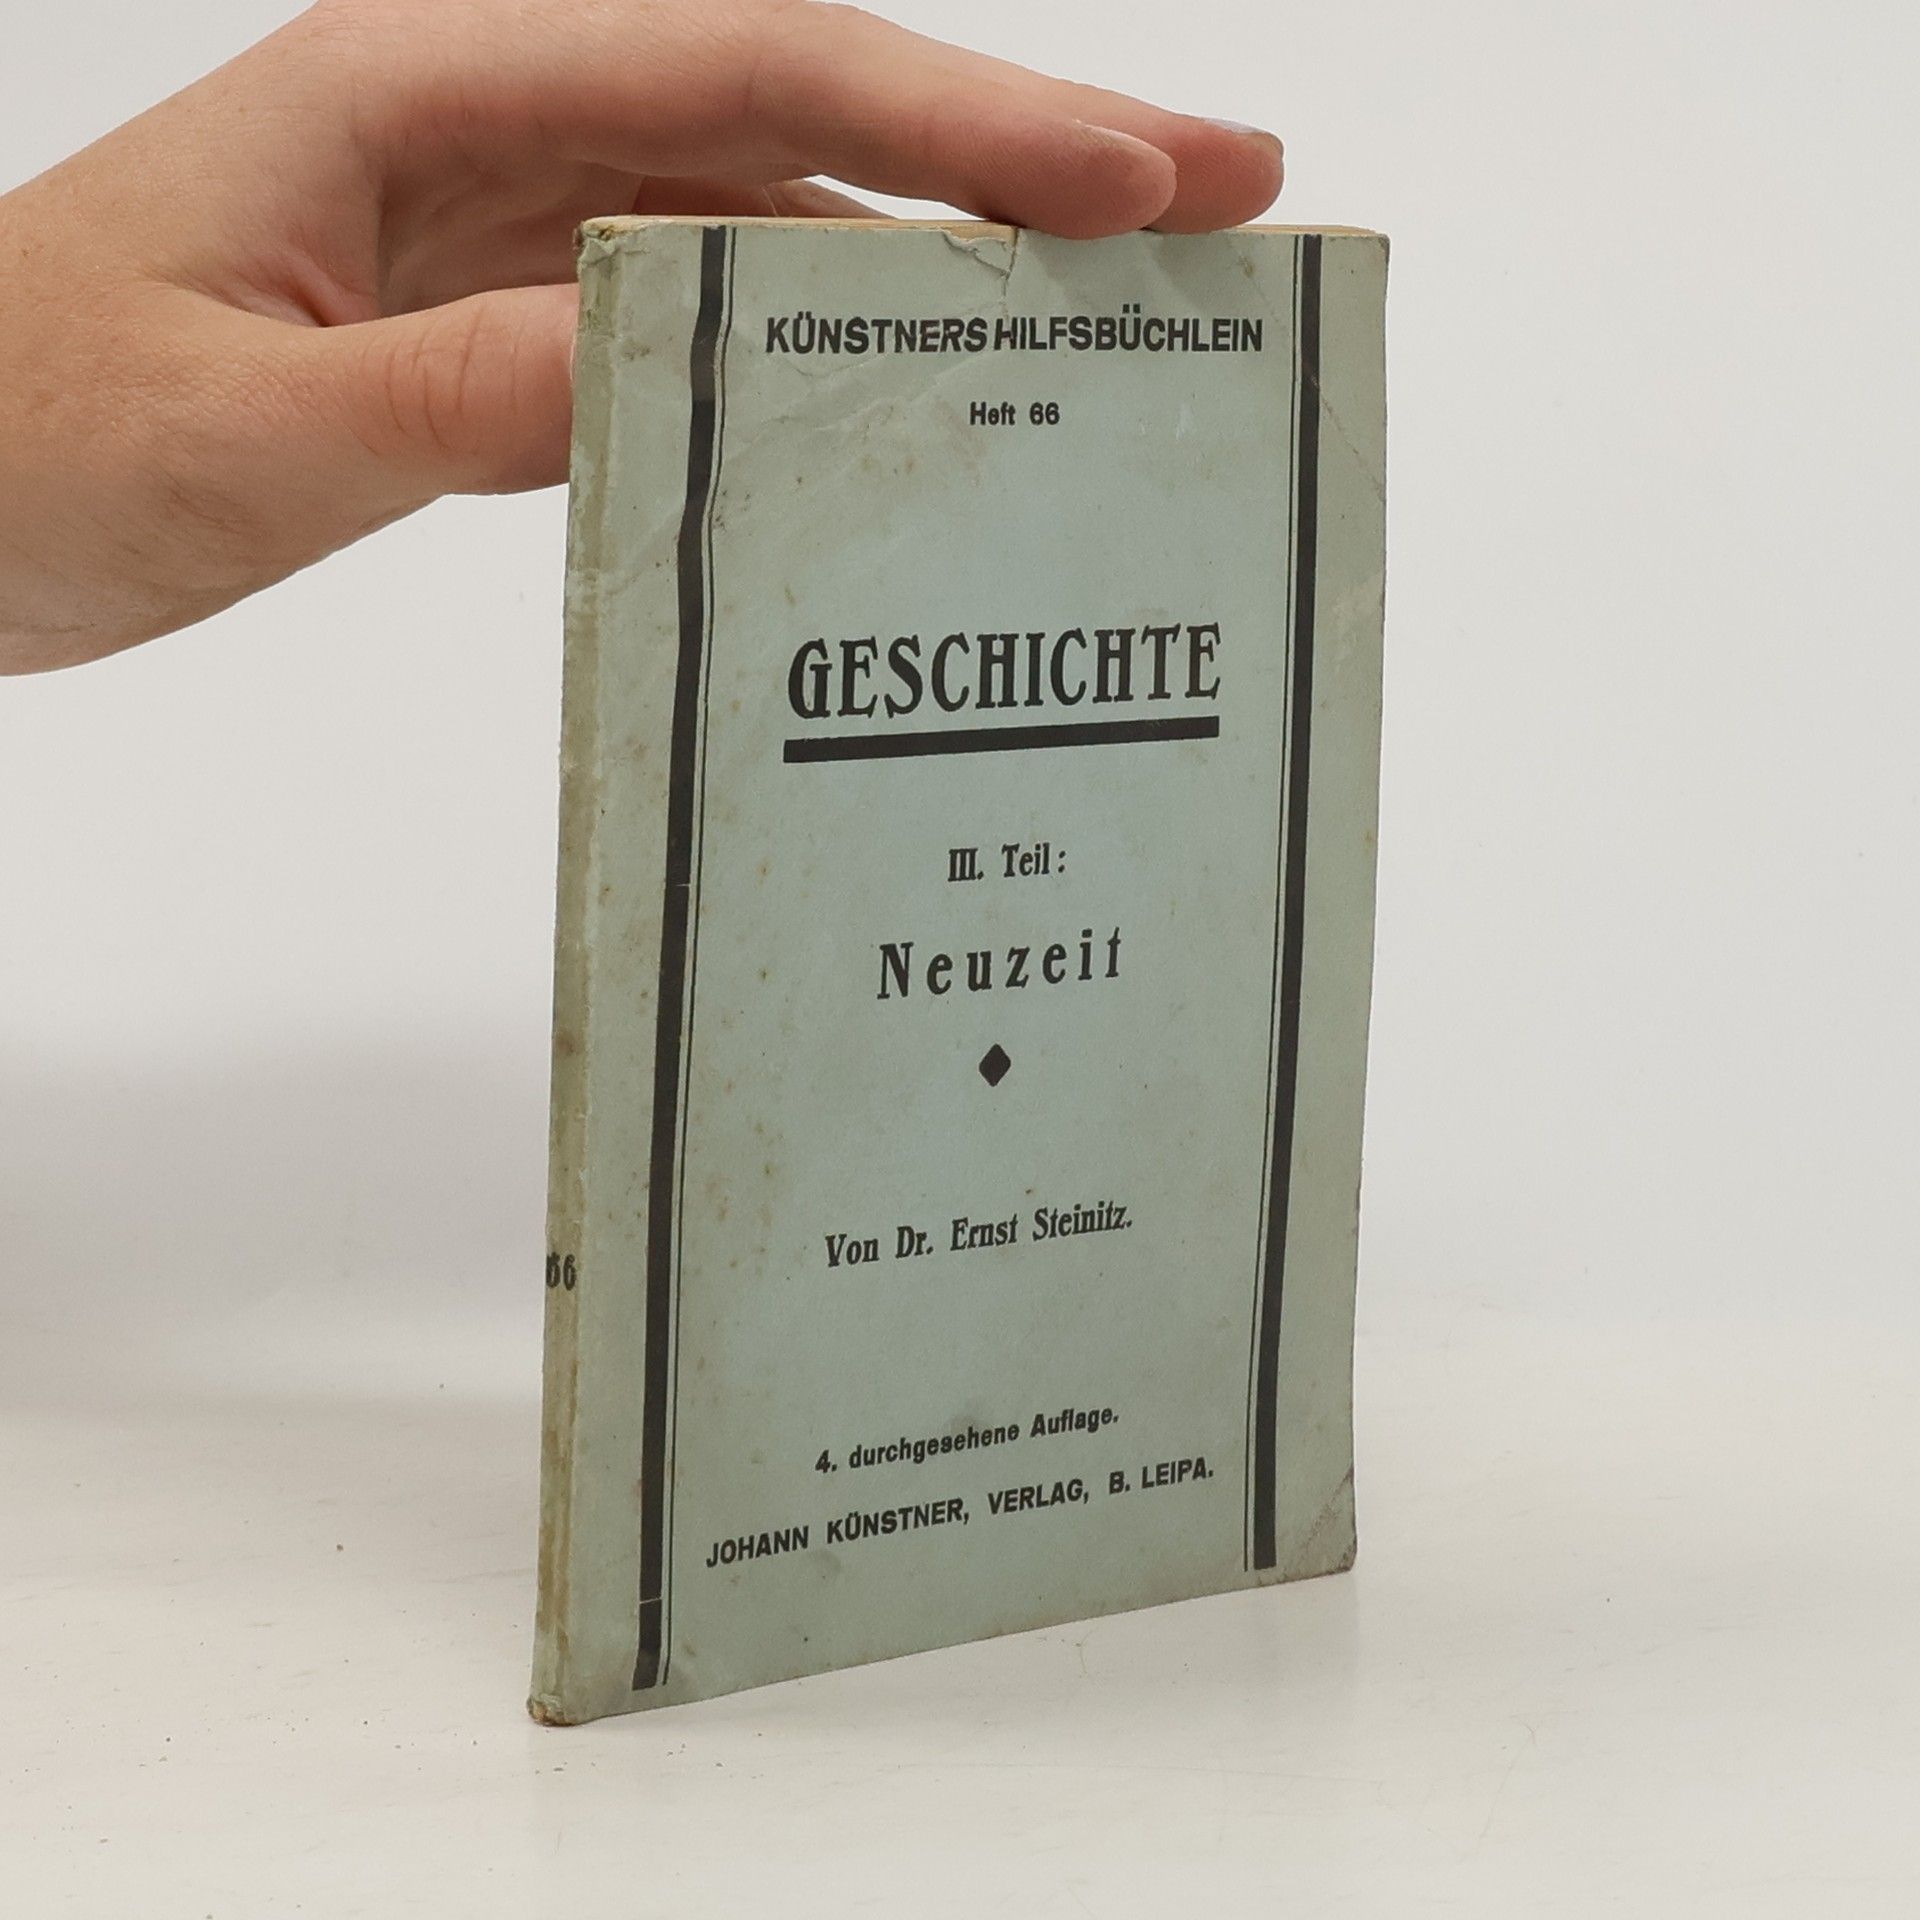 KÜNSTNERS HILFSBÜCHLEIN
Heft 66
GESCHICHTE
III. Teil:
Neuzeit
Von Dr. Ernst Steinitz.
66
4. durchgesehene Auflage.
JOHANN KÜNSTNER, VERLAG, B. LEIPA.